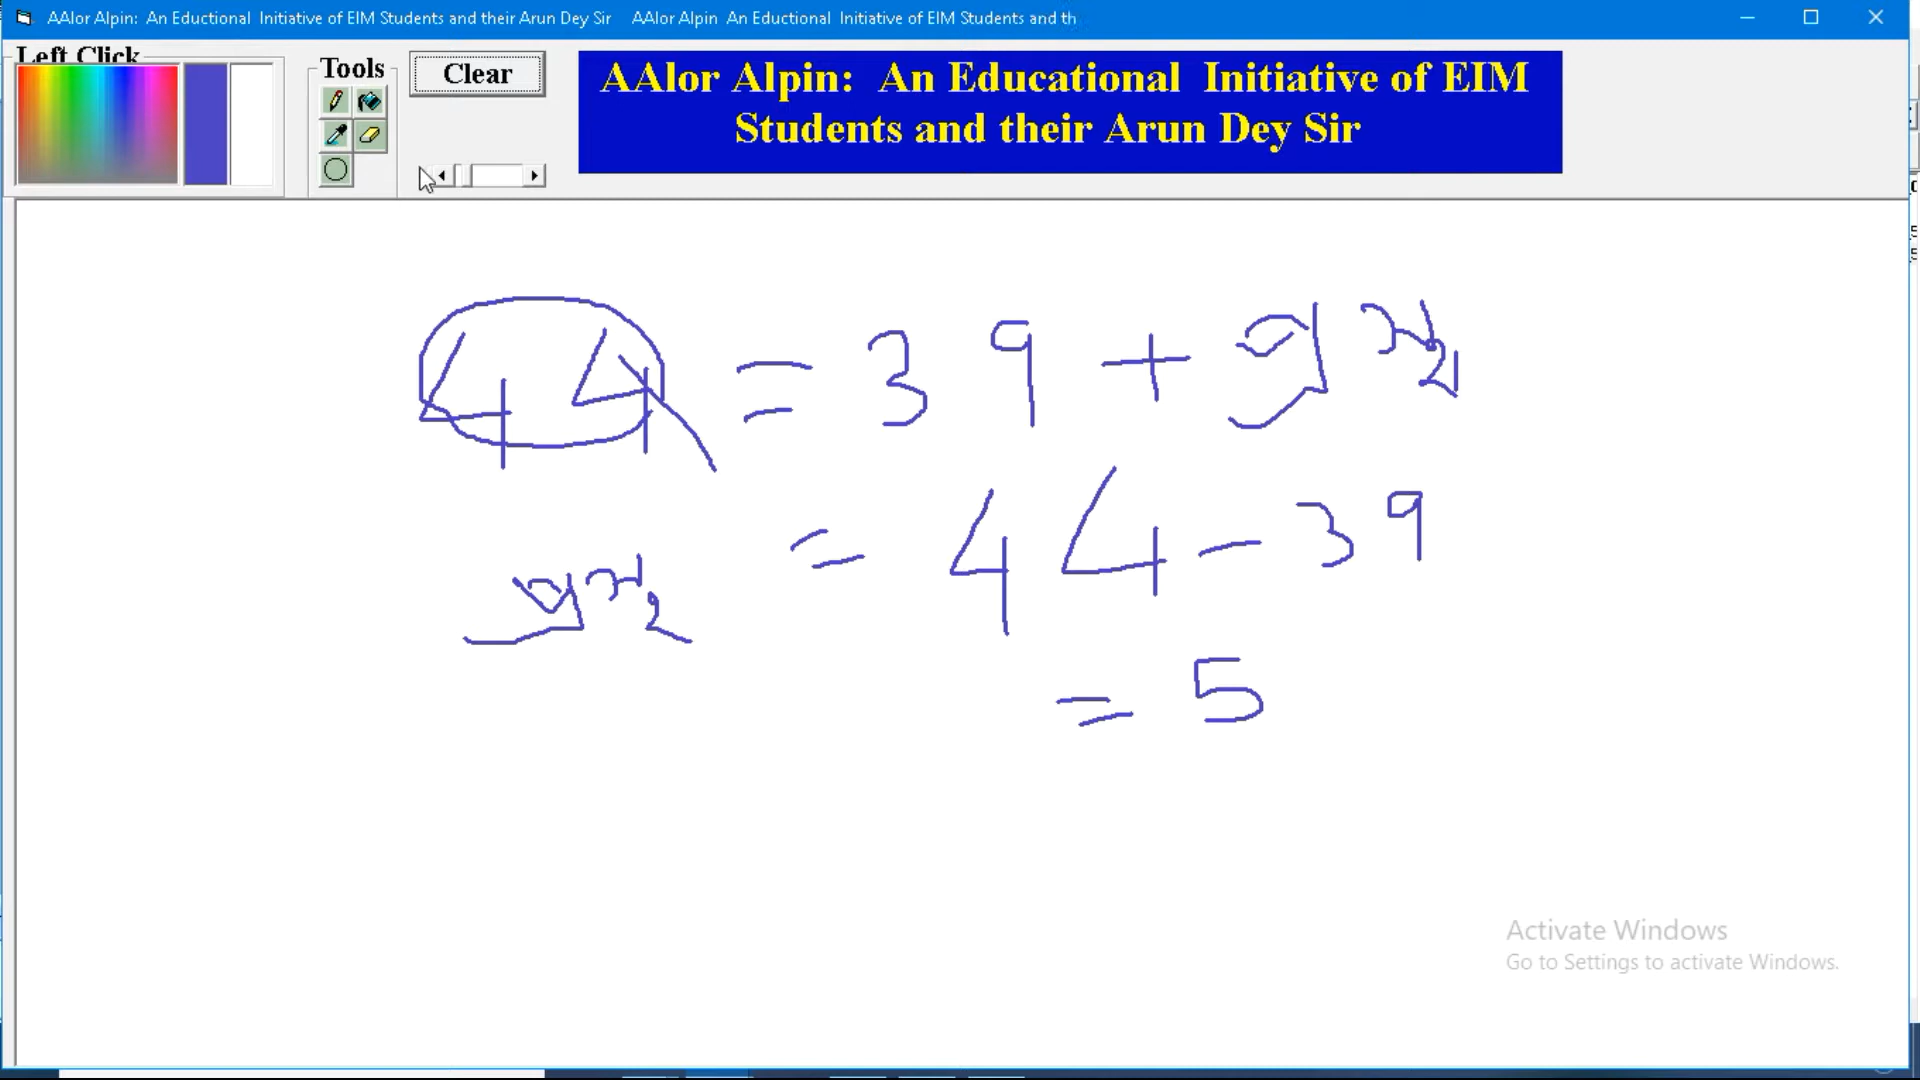 AAlor Alpin:  An Eductional  Initiative of EIM Students and their Arun Dey Sir     AAlor Alpin  An Eductional  Initiative of EIM Students and th
Left Click
Tools
Clear
AAlor Alpin:  An Educational  Initiative of EIM
Students and their Arun Dey Sir
44 = 39 +
= 44 - 39
= 5
Activate Windows
Go to Settings to activate Windows.